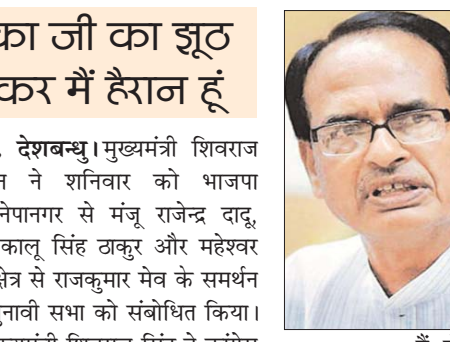 का जी का झूठ
कर मैं हैरान हूं
देशबन्धु। मुख्यमंत्री शिवराज
ने शनिवार को भाजपा
नेपानगर से मंजू राजेन्द्र दादू,
कालू सिंह ठाकुर और महेश्वर
क्षेत्र से राजकुमार मेव के समर्थन
चुनावी सभा को संबोधित किया।